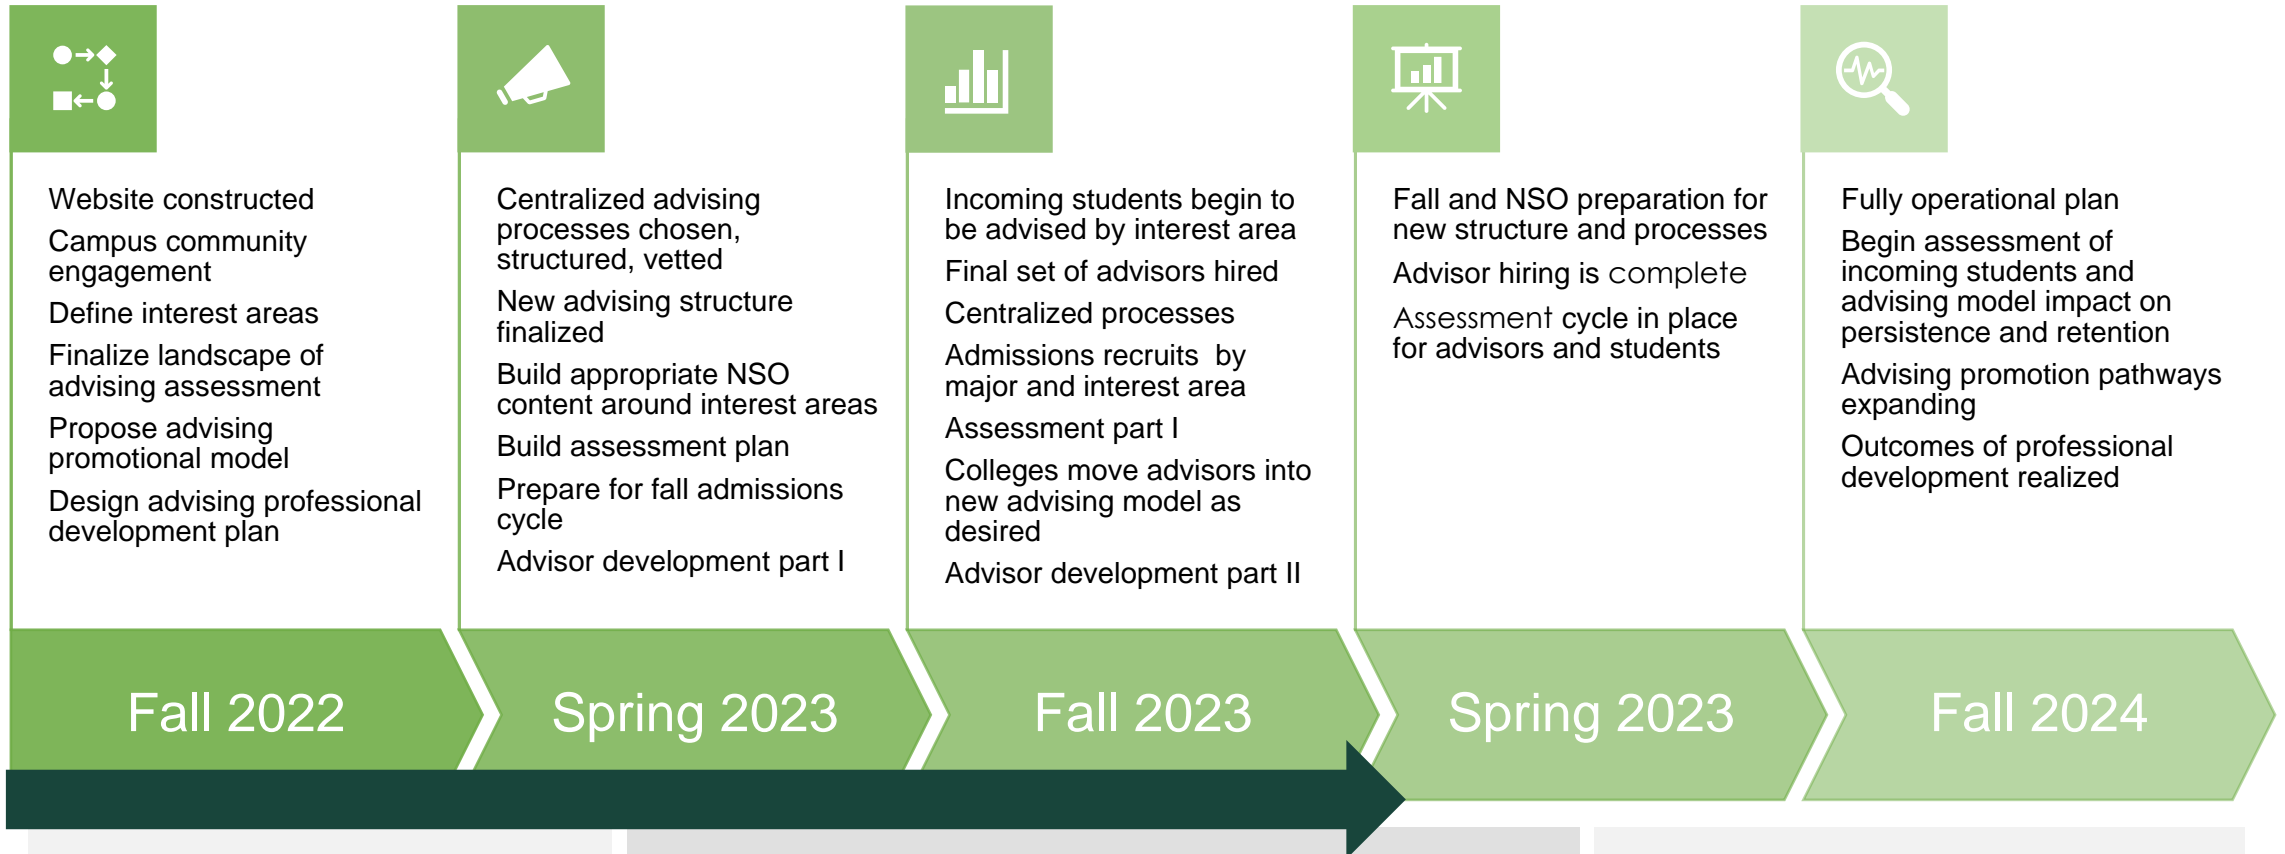 Website constructed
Campus community
engagement
Define interest areas
Finalize landscape of
advising assessment
Propose advising
promotional model
Design advising professional
development plan
Centralized advising
processes chosen,
structured, vetted
New advising structure
finalized
Build appropriate NSO
content around interest areas
Build assessment plan
Prepare for fall admissions
cycle
Advisor development part I
Incoming students begin to
be advised by interest area
Final set of advisors hired
Centralized processes
Admissions recruits  by
major and interest area
Assessment part I
Colleges move advisors into
new advising model as
desired
Advisor development part II
Fall and NSO preparation for
new structure and processes
Advisor hiring is complete
Assessment cycle in place
for advisors and students
Fully operational plan
Begin assessment of
incoming students and
advising model impact on
persistence and retention
Advising promotion pathways
expanding
Outcomes of professional
development realized
Fall 2022
Spring 2023
Fall 2023
Spring 2023
Fall 2024